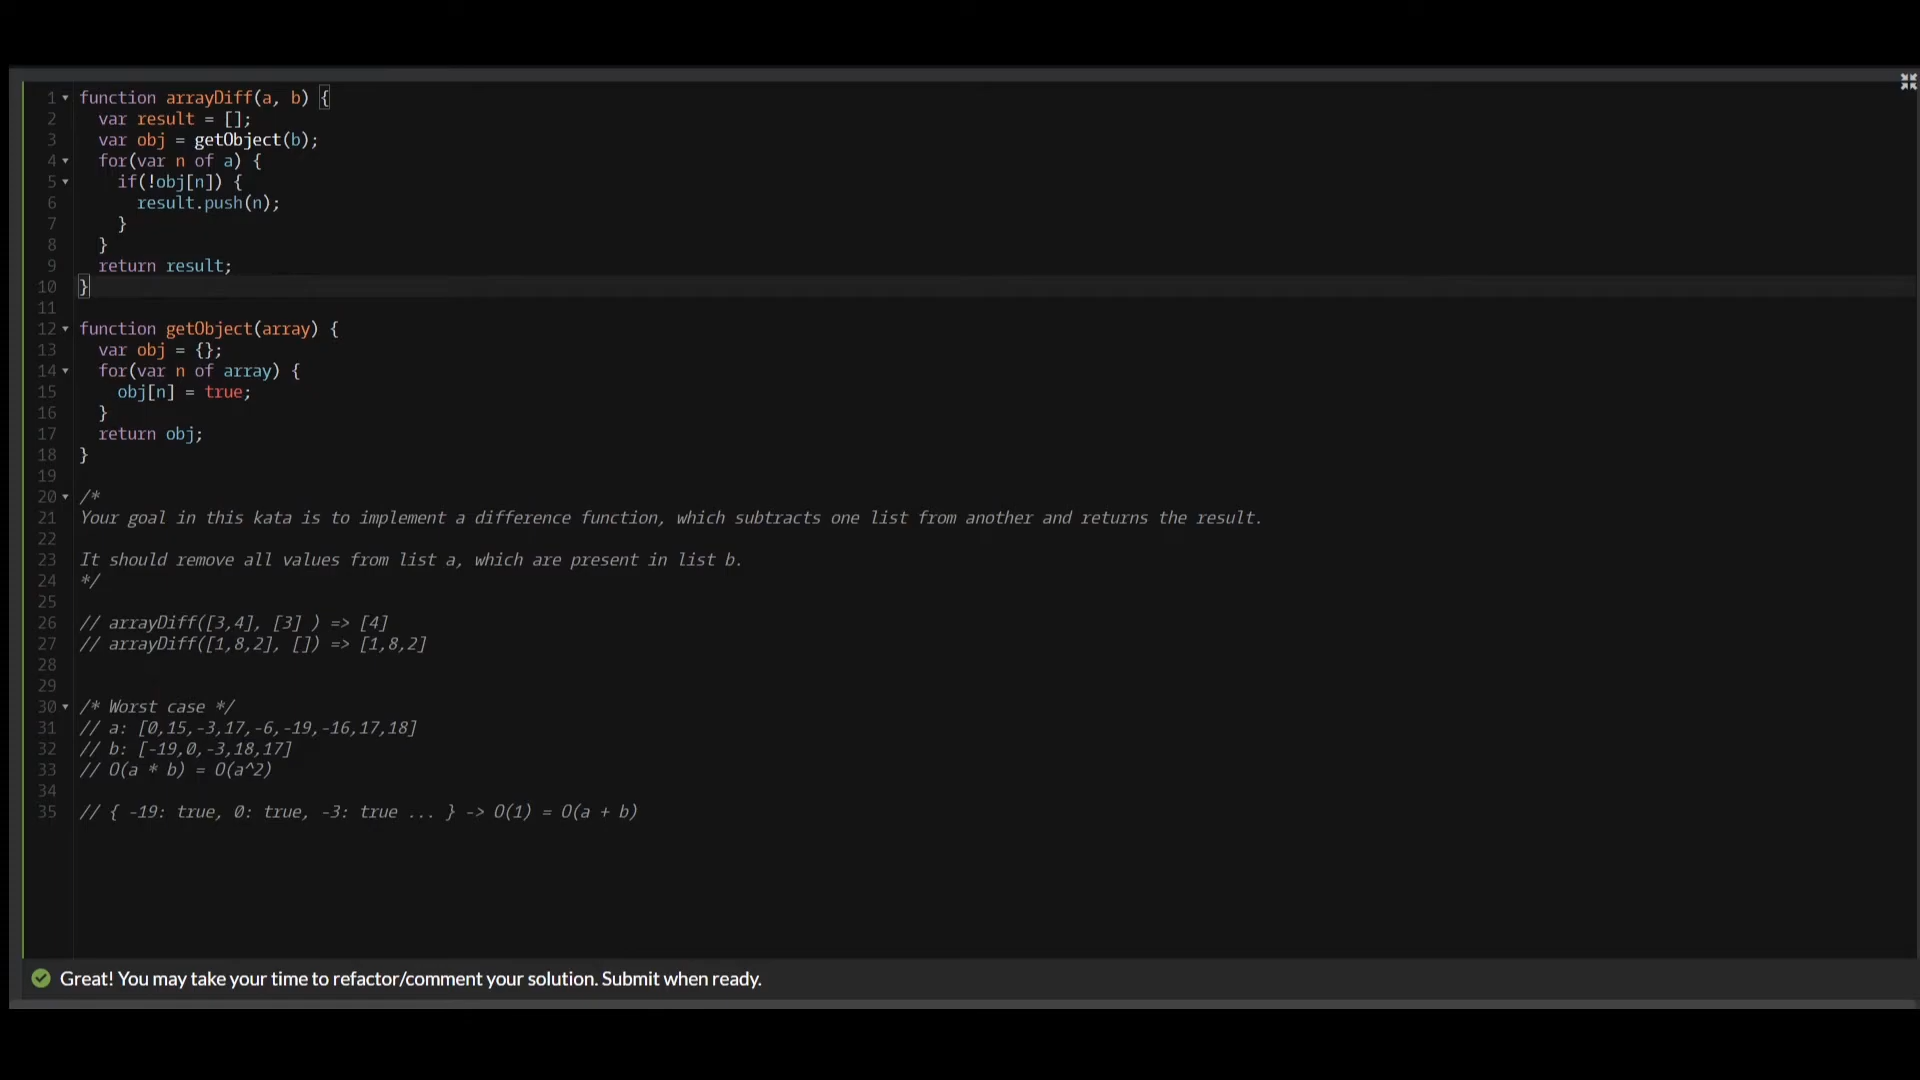 1 function arrayDiff(a, b) {
2 var result = [];
3 var obj = getObject(b);
4 for(var n of a) {
5 if(!obj[n]) {
6 result.push(n);
7 }
8 }
9 return result;
10 }
11
12 function getObject(array) {
13 var obj = {};
14 for(var n of array) {
15 obj[n] = true;
16 }
17 return obj;
18 }
19
20 /*
21 Your goal in this kata is to implement a difference function, which subtracts one list from another and returns the result.
22
23 It should remove all values from list a, which are present in list b.
24 */
25
26 // arrayDiff([3,4], [3] ) => [4]
27 // arrayDiff([1,8,2], []) => [1,8,2]
28
29
30 /* Worst case */
31 // a: [0,15,-3,17,-6,-19,-16,17,18]
32 // b: [-19,0,-3,18,17]
33 // O(a * b) = O(a^2)
34
35 // { -19: true, 0: true, -3: true ... } -> O(1) = O(a + b)
Great! You may take your time to refactor/comment your solution. Submit when ready.